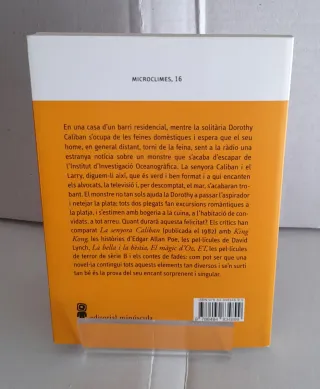 MICROCLIMES, 16
En una casa d'un barri residencial, mentre la solitària Dorothy
Caliban s'ocupa de les feines domèstiques i espera que el seu
home, en general distant, torni de la feina, sent a la ràdio una
estranya notícia sobre un monstre que s'acaba d'escapar de
l'Institut d'Investigació Oceanogràfica. La senyora Caliban i el
Larry, diguem-li així, que és verd i ben format i a qui encanten
els alvocats, la televisió i, per descomptat, el mar, s'acabaran tro-
bant. El monstre no tan sols ajuda la Dorothy a passar l'aspirador
i netejar la plata; tots dos plegats fan excursions romàntiques a
la platja, i s'estimen amb bogeria a la cuina, a l'habitació de con-
vidats, a tot arreu. Quant durarà aquesta felicitat? Els crítics han
comparat La senyora Caliban (publicada el 1982) amb King
Kong, les històries d'Edgar Allan Poe, les pel·lícules de David
Lynch, La bella i la bèstia, El màgic d'Oz, ET, les pel·lícules
de terror de sèrie B i els contes de fades: com pot ser que una
novel·la contingui tots aquests elements tan diversos i se'n surti
tan bé és la prova del seu encant sorprenent i singular.
editorial minúscula